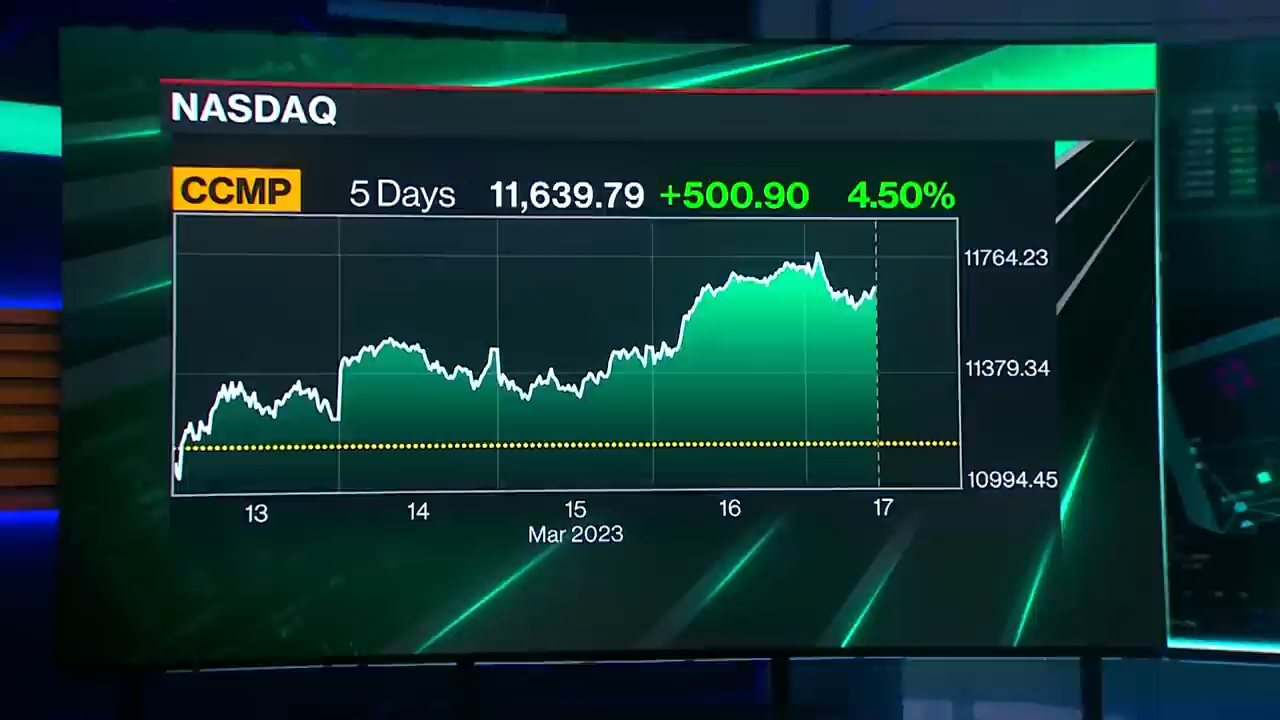 NASDAQ
CCMP 5 Days 11,639.79 +500.90 4.50%
11764.23
11379.34
10994.45
13 14 15 16 17
Mar 2023